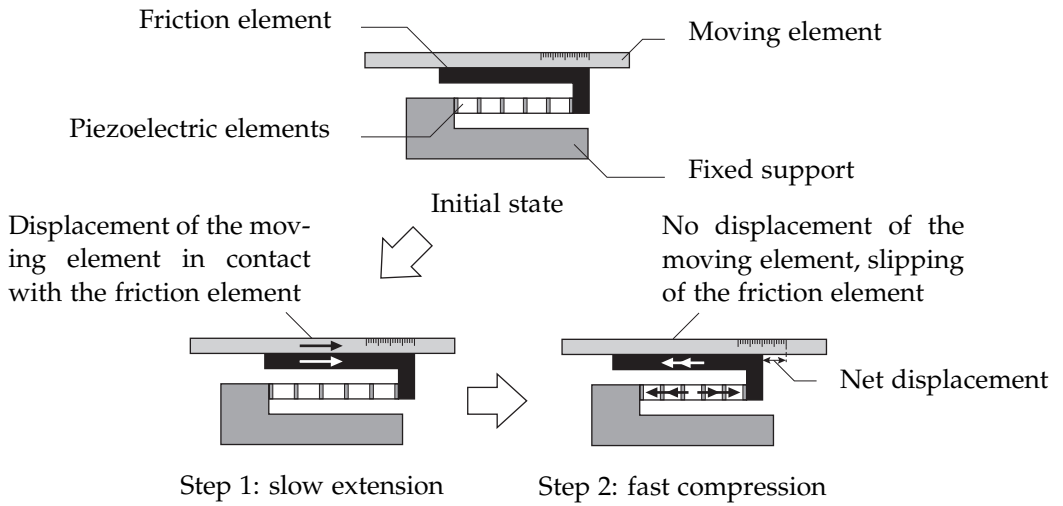 Friction element
Moving element
Piezoelectric elements
Fixed support
Initial state
Displacement of the mov-
ing element in contact
with the friction element
No displacement of the
moving element, slipping
of the friction element
Net displacement
Step 1: slow extension
Step 2: fast compression